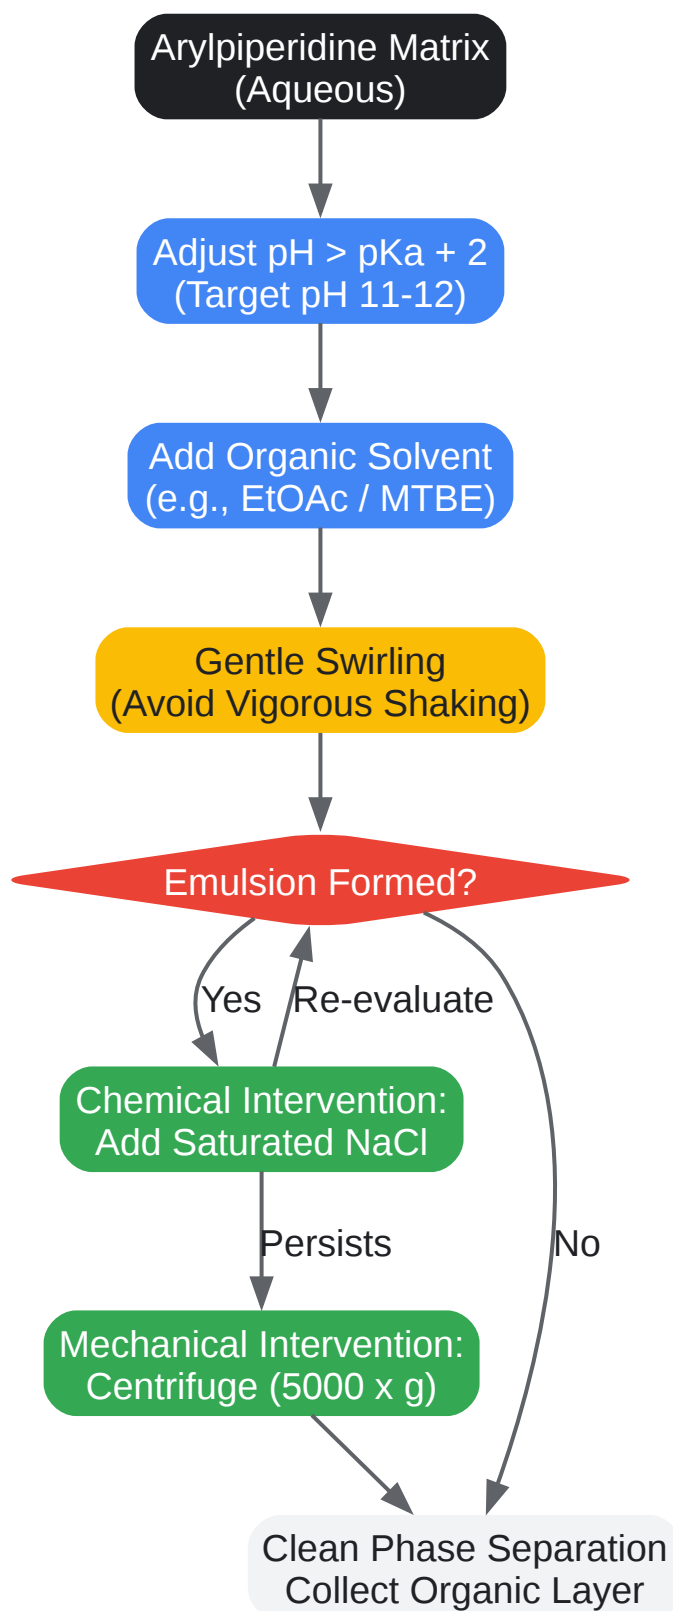 Arylpiperidine Matrix
(Aqueous)
Adjust pH > pKa + 2
(Target pH 11-12)
Add Organic Solvent
(e.g., EtOAc / MTBE)
Gentle Swirling
(Avoid Vigorous Shaking)
Emulsion Formed?
Yes
Re-evaluate
Chemical Intervention:
Add Saturated NaCl
Persists
No
Mechanical Intervention:
Centrifuge (5000 x g)
Clean Phase Separation
Collect Organic Layer